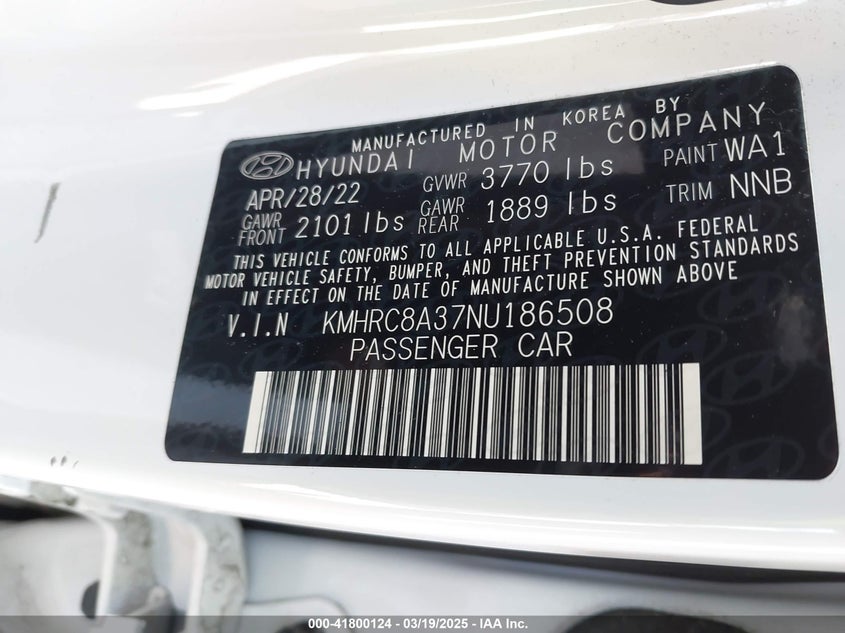 MANUFACTURED IN KOREA BY
HYUNDAI MOTOR COMPANY
APR/28/22 GVWR 3770 lbs PAINT WA1
GAWR FRONT 2101 lbs GAWR REAR 1889 lbs TRIM NNB
THIS VEHICLE CONFORMS TO ALL APPLICABLE U.S.A. FEDERAL
MOTOR VEHICLE SAFETY, BUMPER, AND THEFT PREVENTION STANDARDS
IN EFFECT ON THE DATE OF MANUFACTURE SHOWN ABOVE
V.I.N KMHRC8A37NU186508
PASSENGER CAR
000-41800124 - 03/19/2025 - IAA Inc.